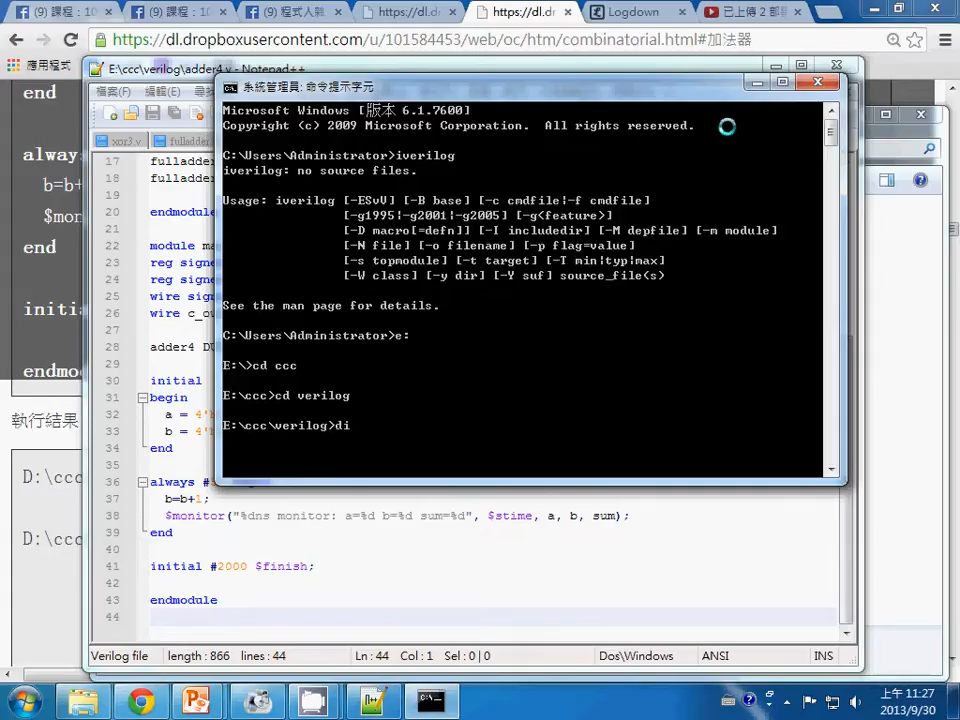 (9) 課程：10
(9) 課程：10
(9) 程式人雜
https://dl.dr
https://dl.dr
Logdown
已上傳 2 部影
https://dl.dropboxusercontent.com/u/101584453/web/oc/htm/combinatorial.html#加法器
應用程式
E:\ccc\verilog\adder4.v - Notepad++
檔案(F) 編輯(E) 尋
xor3.v
fulladder
end
always
b=b+
$mon
end
initia
endmo
執行結果
D:\ccc
D:\ccc
17 fulladder
18 fulladder
19
20 endmodule
21
22 module ma
23 reg sign
24 reg sign
25 wire sign
26 wire c_ou
27
28 adder4 DU
29
30 initial
31 begin
32 a = 4'b
33 b = 4'b
34 end
35
36 always #
37 b=b+1;
38 $monitor("%dns monitor: a=%d b=%d sum=%d", $stime, a, b, sum);
39 end
40
41 initial #2000 $finish;
42
43 endmodule
44
Verilog file length : 866 lines : 44 Ln : 44 Col : 1 Sel : 0 | 0 Dos\Windows ANSI INS
系統管理員: 命令提示字元
Microsoft Windows [版本 6.1.7600]
Copyright (c) 2009 Microsoft Corporation.  All rights reserved.
C:\Users\Administrator>iverilog
iverilog: no source files.
Usage: iverilog [-ESvV] [-B base] [-c cmdfile|-f cmdfile]
[-g1995|-g2001|-g2005] [-g<feature>]
[-D macro[=defn]] [-I includedir] [-M depfile] [-m module]
[-N file] [-o filename] [-p flag=value]
[-s topmodule] [-t target] [-T min|typ|max]
[-W class] [-y dir] [-Y suf] source_file(s)
See the man page for details.
C:\Users\Administrator>e:
E:\>cd ccc
E:\ccc>cd verilog
E:\ccc\verilog>di
上午 11:27
2013/9/30